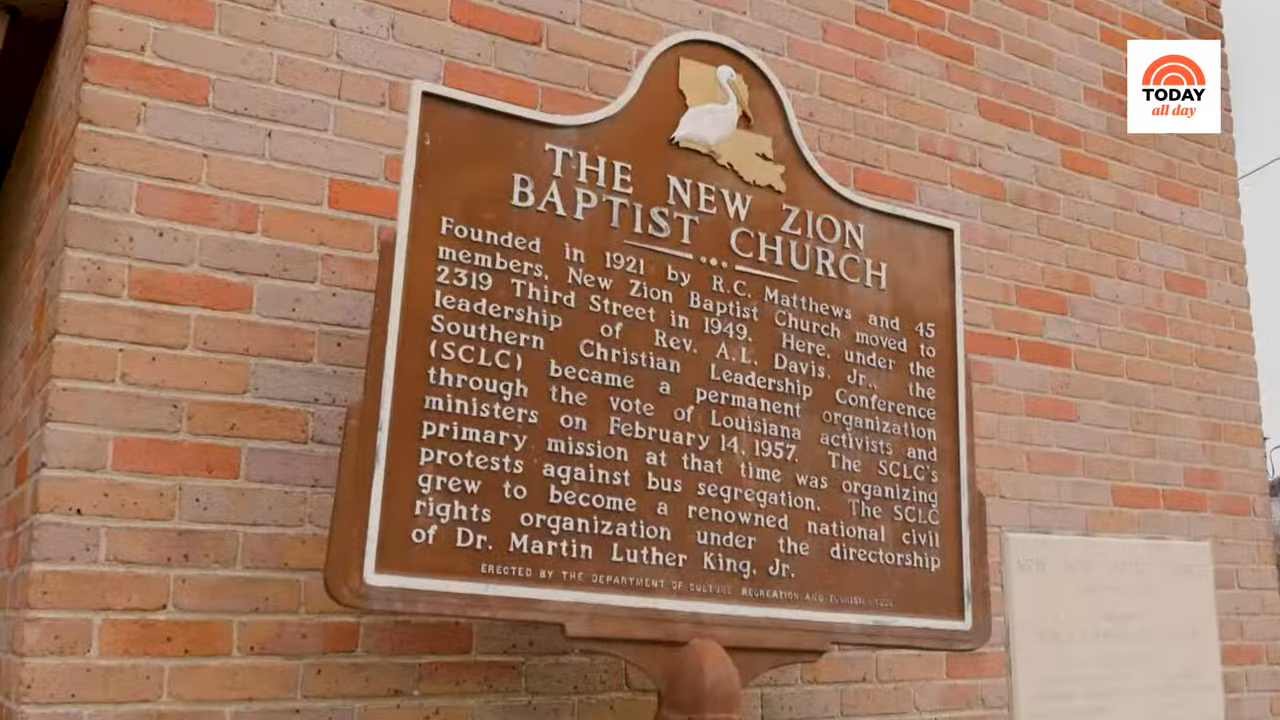 TODAY
all day
THE NEW ZION
BAPTIST CHURCH
Founded in 1921 by R.C. Matthews and 45
members, New Zion Baptist Church moved to
2319 Third Street in 1949. Here, under the
leadership of Rev. A.L. Davis, Jr., the
Southern Christian Leadership Conference
(SCLC) became a permanent organization
through the vote of Louisiana activists and
ministers on February 14, 1957. The SCLC's
primary mission at that time was organizing
protests against bus segregation. The SCLC
grew to become a renowned national civil
rights organization under the directorship
of Dr. Martin Luther King, Jr.
ERECTED BY THE DEPARTMENT OF CULTURE RECREATION AND TOURISM